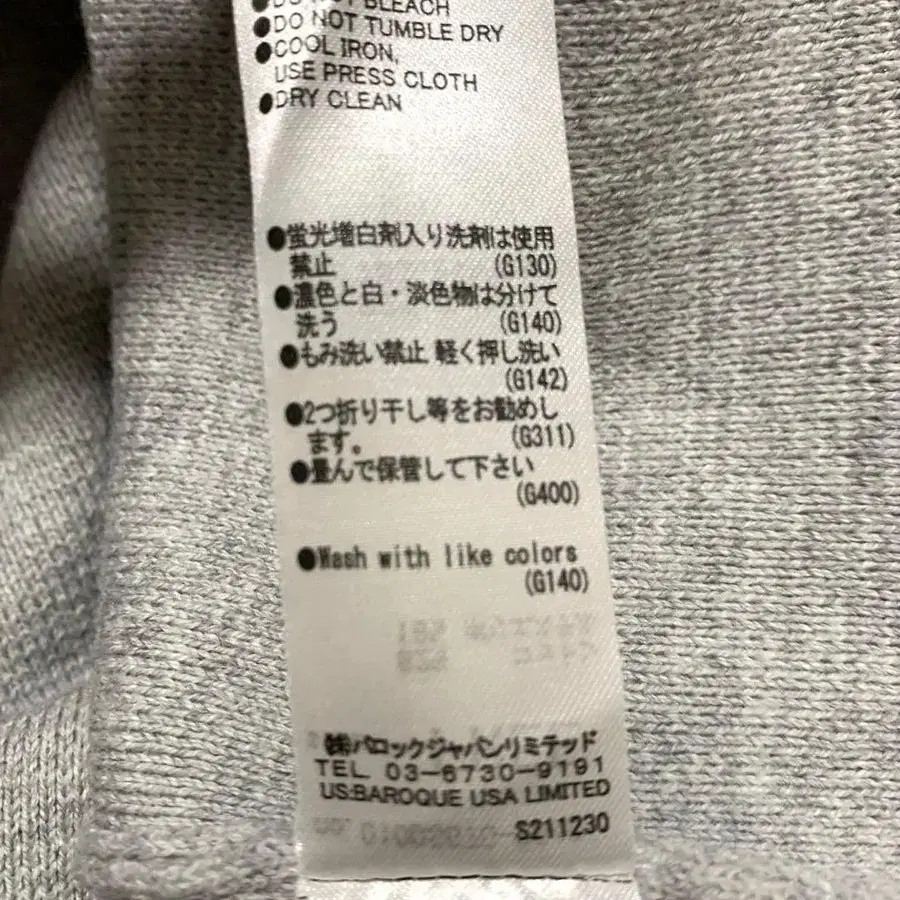 ●DO NOT BLEACH
●DO NOT TUMBLE DRY
●COOL IRON,
USE PRESS CLOTH
●DRY CLEAN
●蛍光増白剤入り洗剤は使用
禁止 (G130)
●濃色と白・淡色物は分けて
洗う (G140)
●もみ洗い禁止 軽く押し洗い
(G142)
●2つ折り干し等をお勧めし
ます。 (G311)
●畳んで保管して下さい
(G400)
●Wash with like colors
(G140)
㈱バロックジャパンリミテッド
TEL 03-6730-9191
US:BAROQUE USA LIMITED
S211230